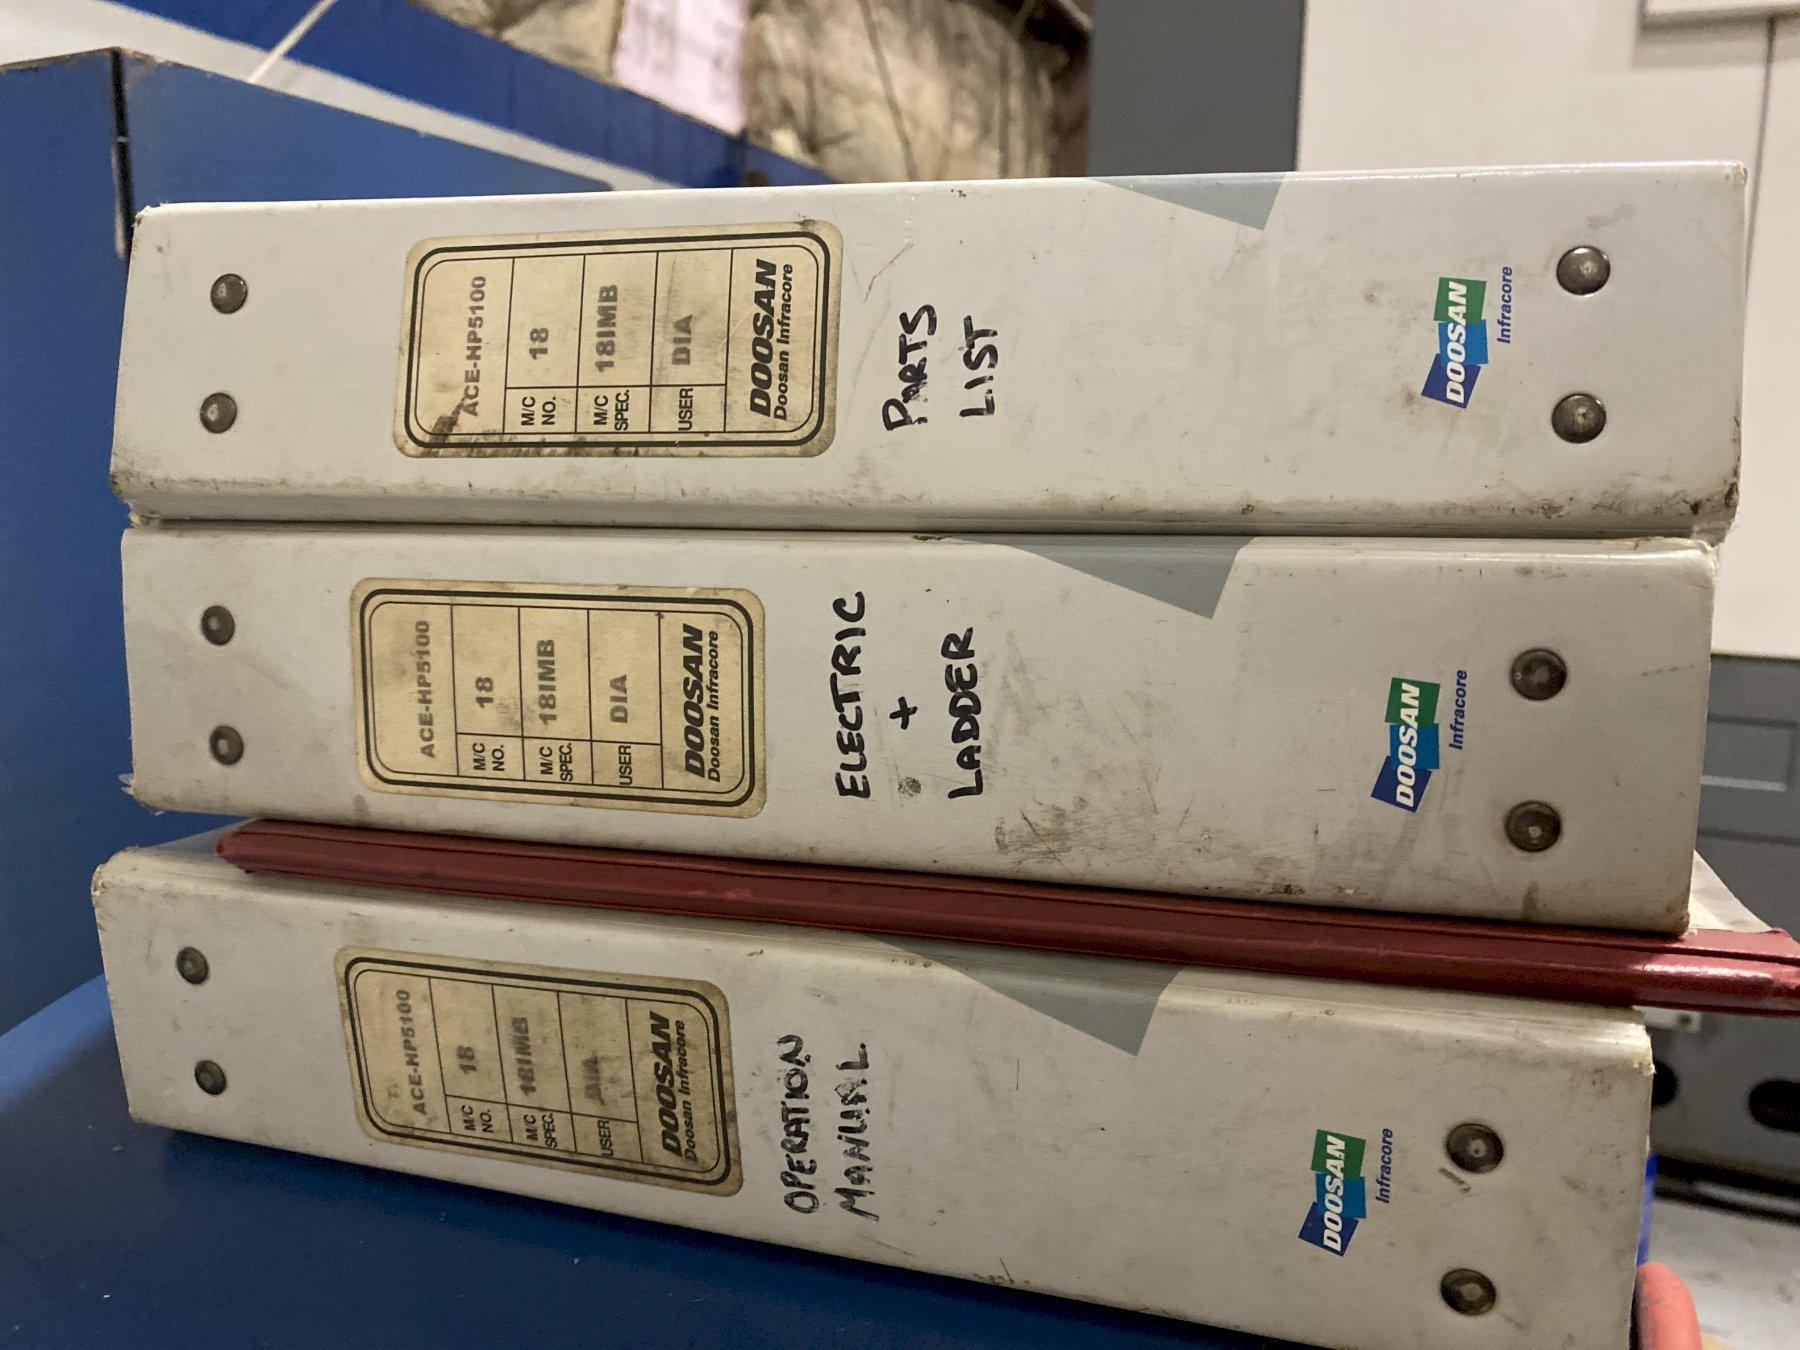 ACE-HP5100
M/C NO. 18
M/C SPEC. 18IMB
USER DIA
DOOSAN
Doosan Infracore
PARTS
LIST
DOOSAN
Infracore
ACE-HP5100
M/C NO. 18
M/C SPEC. 18IMB
USER DIA
DOOSAN
Doosan Infracore
ELECTRIC
+
LADDER
DOOSAN
Infracore
ACE-HP5100
M/C NO. 18
M/C SPEC. 18IMB
USER DIA
DOOSAN
Doosan Infracore
OPERATION
MANUAL
DOOSAN
Infracore